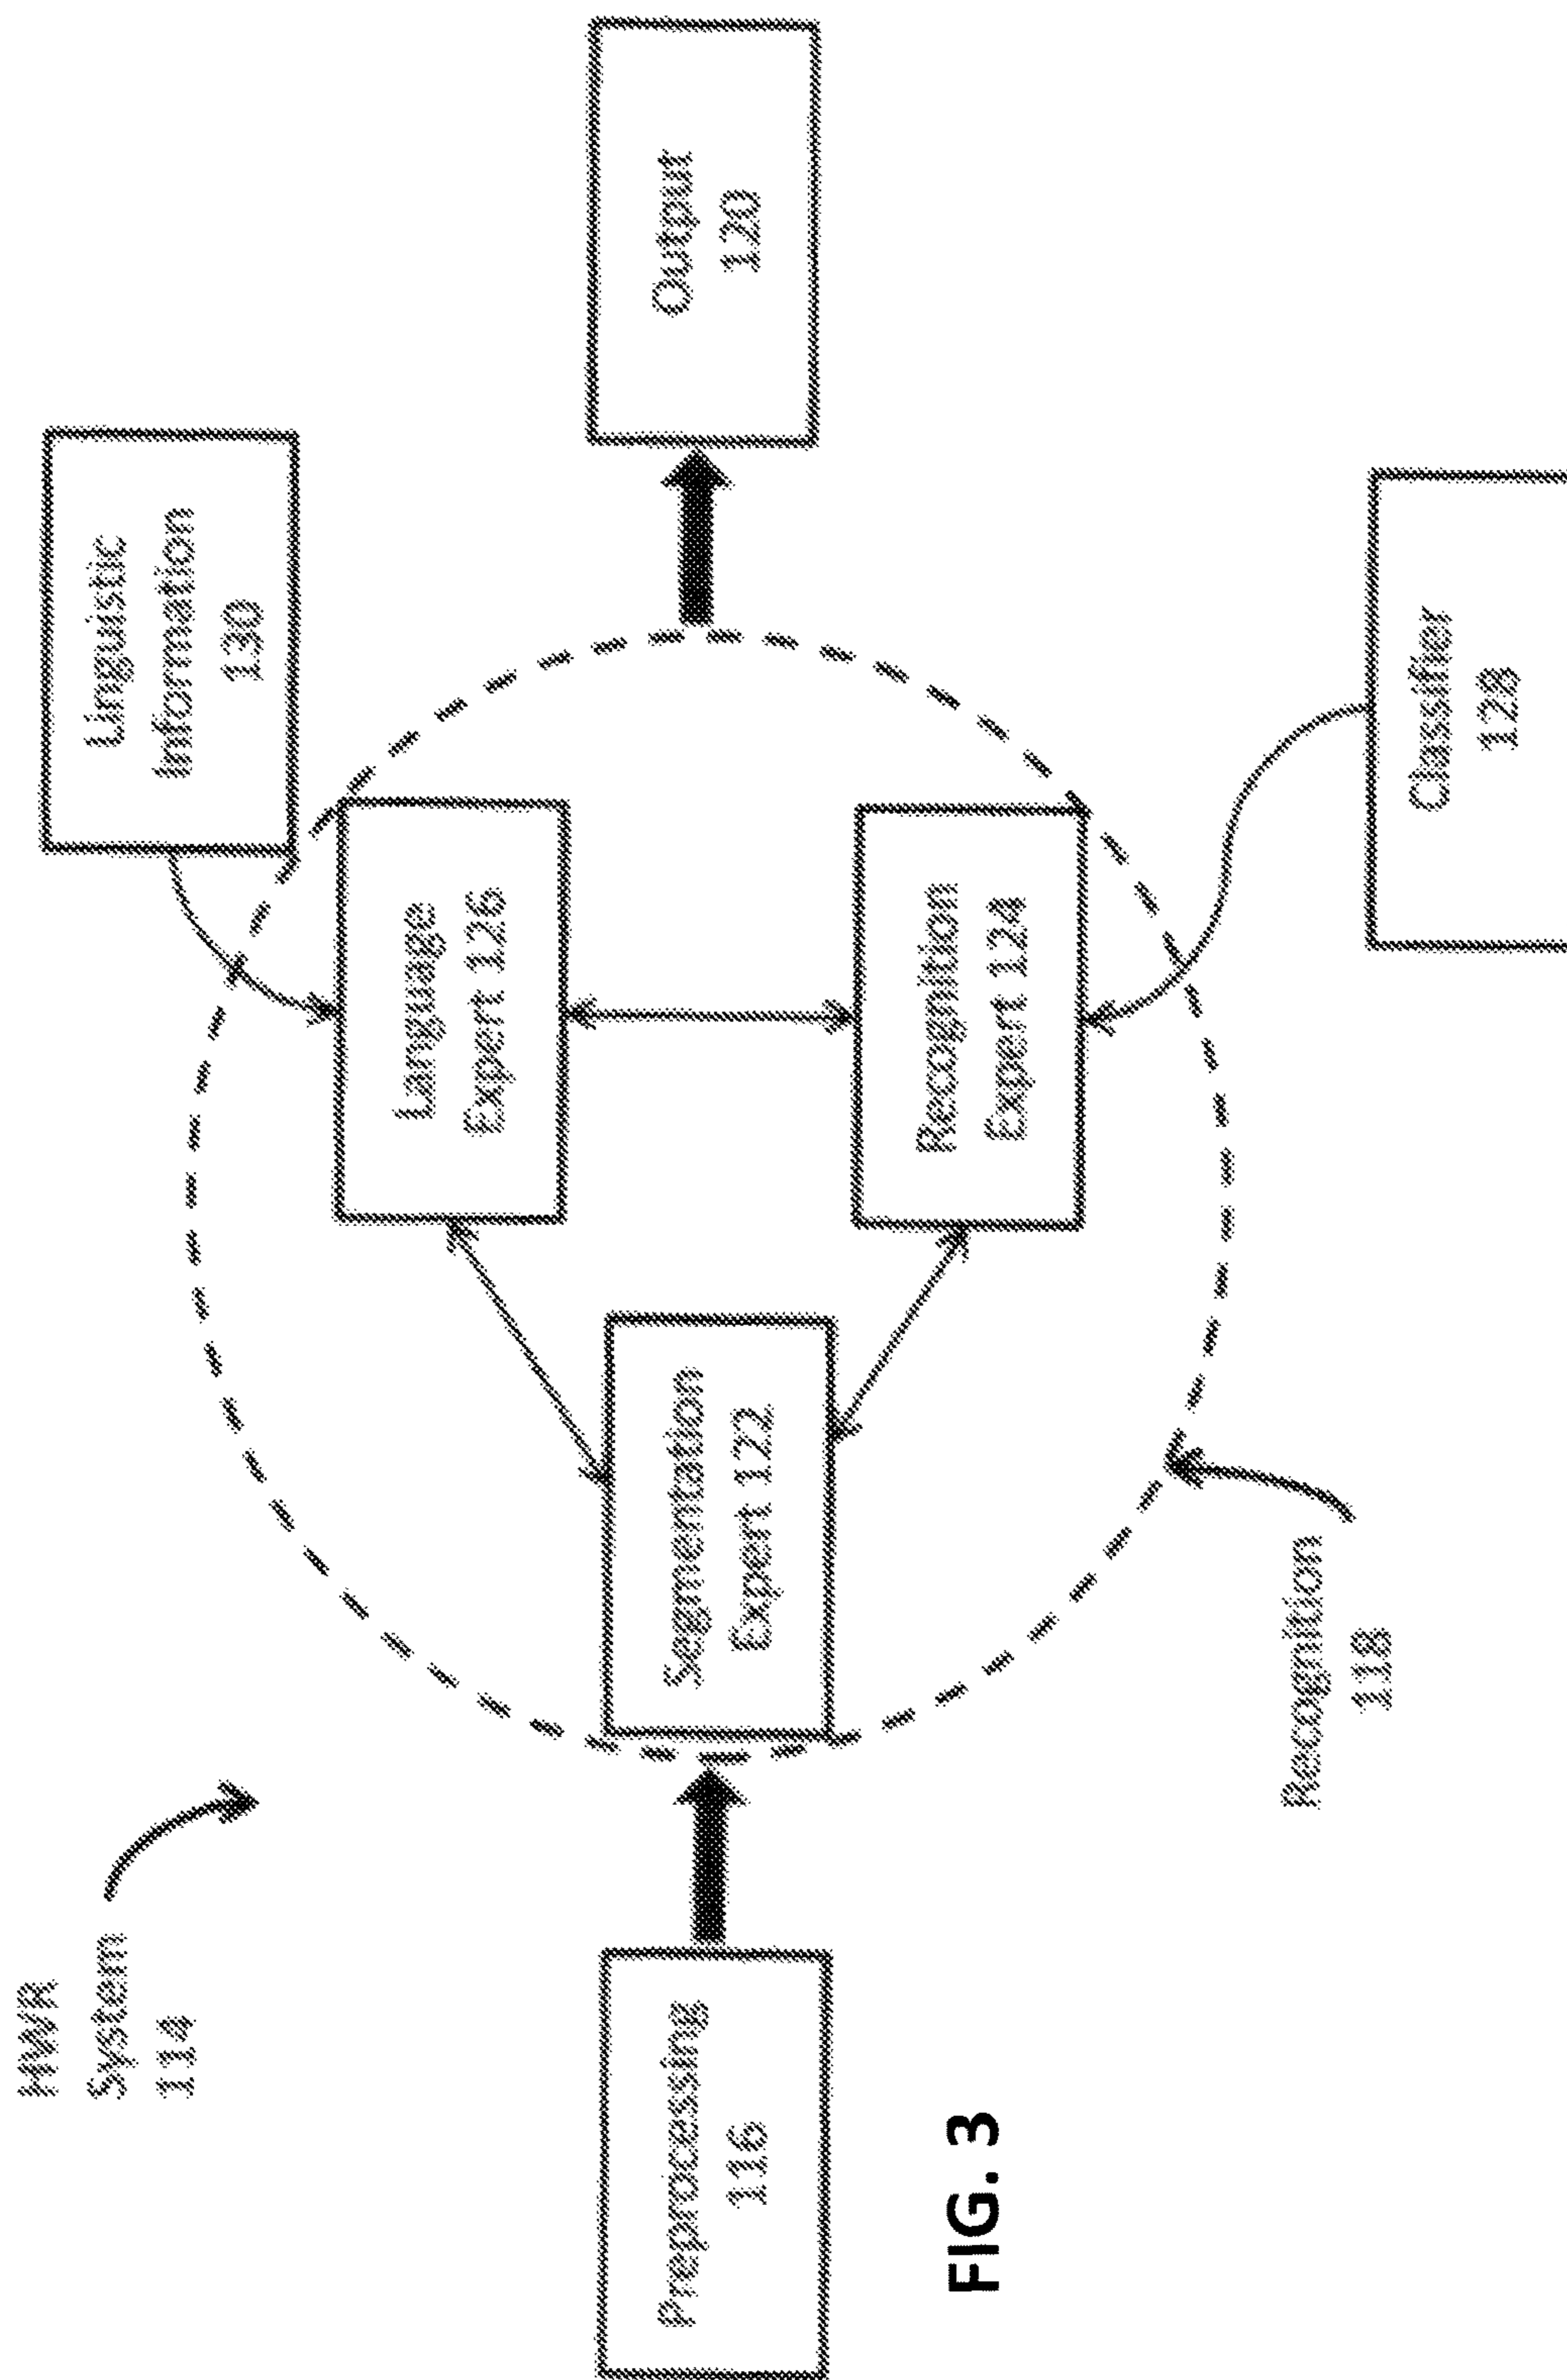 HWR
System
114
Preprocessing
116
Segmentation
Expert 122
Language
Expert 126
Recognition
Expert 124
Linguistic
Information
130
Output
120
Classifier
128
Recognition
118
FIG. 3